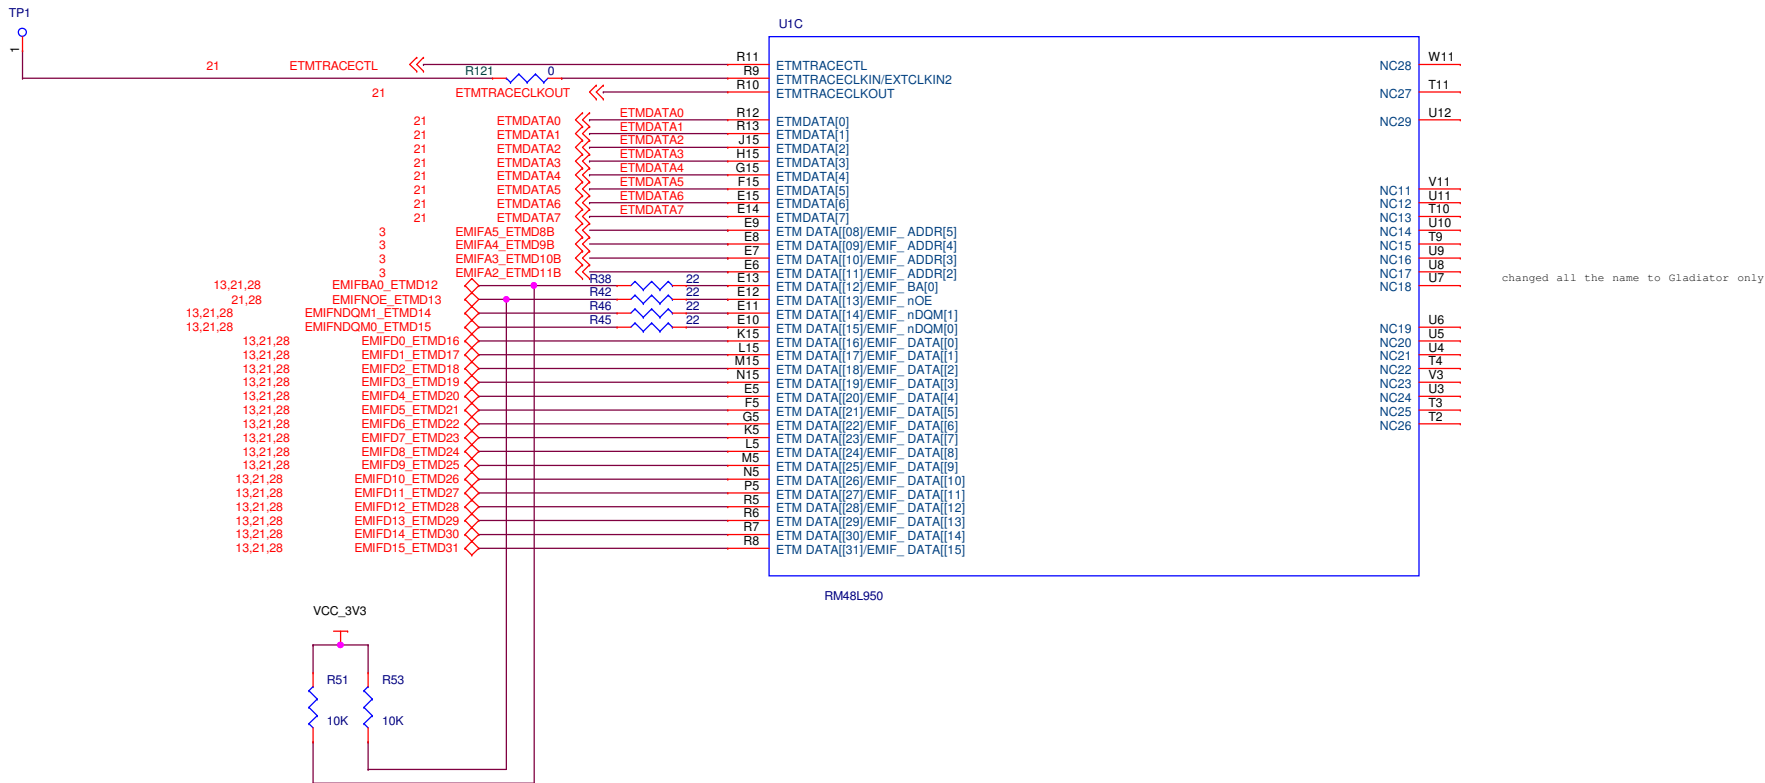 TP1
1
U1C
21 ETMTRACECTL R11 ETMTRACECTL NC28 W11
R121 0 R9 ETMTRACECLKIN/EXTCLKIN2
21 ETMTRACECLKOUT R10 ETMTRACECLKOUT NC27 T11
21 ETMDATA0 ETMDATA0 R12 ETMDATA[0] NC29 U12
21 ETMDATA1 ETMDATA1 R13 ETMDATA[1]
21 ETMDATA2 ETMDATA2 J15 ETMDATA[2]
21 ETMDATA3 ETMDATA3 H15 ETMDATA[3]
21 ETMDATA4 ETMDATA4 G15 ETMDATA[4]
21 ETMDATA5 ETMDATA5 F15 ETMDATA[5] NC11 V11
21 ETMDATA6 ETMDATA6 E15 ETMDATA[6] NC12 U11
21 ETMDATA7 ETMDATA7 E14 ETMDATA[7] NC13 T10
3 EMIFA5_ETMD8B E9 ETM DATA[[08]/EMIF_ ADDR[5] NC14 U10
3 EMIFA4_ETMD9B E8 ETM DATA[[09]/EMIF_ ADDR[4] NC15 T9
3 EMIFA3_ETMD10B E7 ETM DATA[[10]/EMIF_ ADDR[3] NC16 U9
3 EMIFA2_ETMD11B E6 ETM DATA[[11]/EMIF_ ADDR[2] NC17 U8
13,21,28 EMIFBA0_ETMD12 R38 22 E13 ETM DATA[[12]/EMIF_ BA[0] NC18 U7
changed all the name to Gladiator only
21,28 EMIFNOE_ETMD13 R42 22 E12 ETM DATA[[13]/EMIF_ nOE
13,21,28 EMIFNDQM1_ETMD14 R46 22 E11 ETM DATA[[14]/EMIF_ nDQM[1]
13,21,28 EMIFNDQM0_ETMD15 R45 22 E10 ETM DATA[[15]/EMIF_ nDQM[0] NC19 U6
13,21,28 EMIFD0_ETMD16 K15 ETM DATA[[16]/EMIF_ DATA[[0] NC20 U5
13,21,28 EMIFD1_ETMD17 L15 ETM DATA[[17]/EMIF_ DATA[[1] NC21 U4
13,21,28 EMIFD2_ETMD18 M15 ETM DATA[[18]/EMIF_ DATA[[2] NC22 T4
13,21,28 EMIFD3_ETMD19 N15 ETM DATA[[19]/EMIF_ DATA[[3] NC23 V3
13,21,28 EMIFD4_ETMD20 E5 ETM DATA[[20]/EMIF_ DATA[[4] NC24 U3
13,21,28 EMIFD5_ETMD21 F5 ETM DATA[[21]/EMIF_ DATA[[5] NC25 T3
13,21,28 EMIFD6_ETMD22 G5 ETM DATA[[22]/EMIF_ DATA[[6] NC26 T2
13,21,28 EMIFD7_ETMD23 K5 ETM DATA[[23]/EMIF_ DATA[[7]
13,21,28 EMIFD8_ETMD24 L5 ETM DATA[[24]/EMIF_ DATA[[8]
13,21,28 EMIFD9_ETMD25 M5 ETM DATA[[25]/EMIF_ DATA[[9]
13,21,28 EMIFD10_ETMD26 N5 ETM DATA[[26]/EMIF_ DATA[[10]
13,21,28 EMIFD11_ETMD27 P5 ETM DATA[[27]/EMIF_ DATA[[11]
13,21,28 EMIFD12_ETMD28 R5 ETM DATA[[28]/EMIF_ DATA[[12]
13,21,28 EMIFD13_ETMD29 R6 ETM DATA[[29]/EMIF_ DATA[[13]
13,21,28 EMIFD14_ETMD30 R7 ETM DATA[[30]/EMIF_ DATA[[14]
13,21,28 EMIFD15_ETMD31 R8 ETM DATA[[31]/EMIF_ DATA[[15]
RM48L950
VCC_3V3
R51 R53
10K 10K